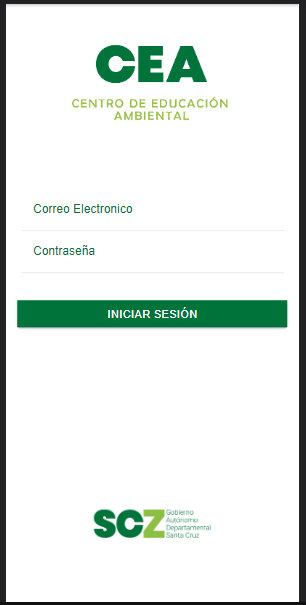 CEA
CENTRO DE EDUCACIÓN
AMBIENTAL
Correo Electronico
Contraseña
INICIAR SESIÓN
SCZ
Gobierno
Autónomo
Departamental
Santa Cruz